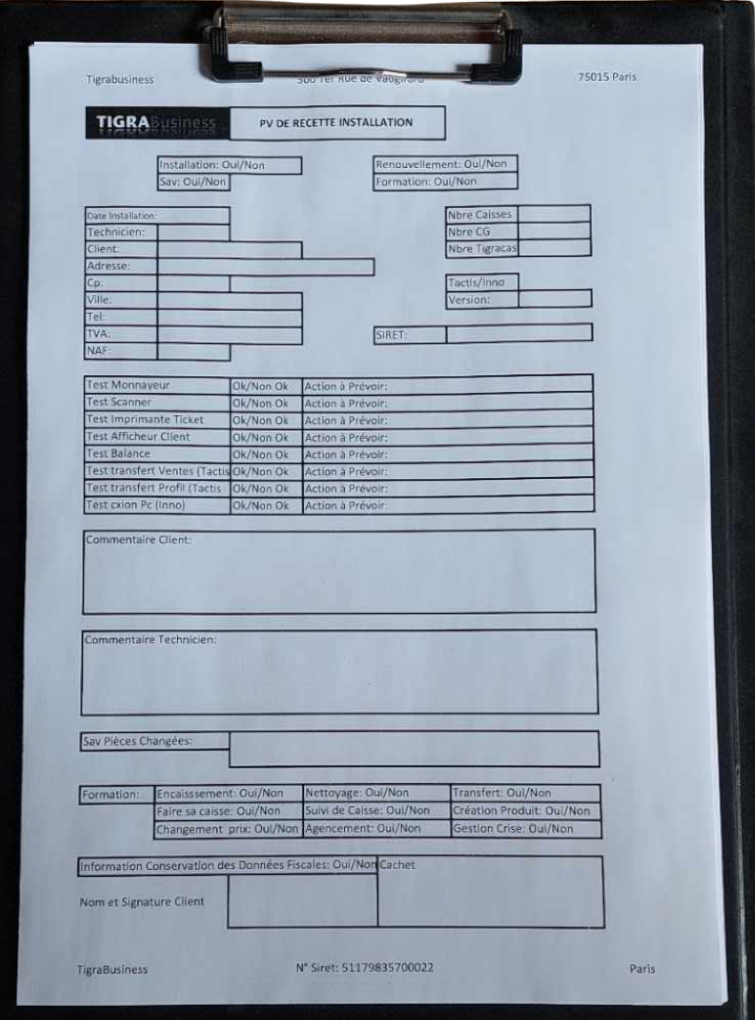 Tigrabusiness 75015 Paris
TIGRABusiness PV DE RECETTE INSTALLATION
Installation: Oui/Non Renouvellement: Oui/Non
Sav: Oui/Non Formation: Oui/Non
Date Installation: Nbre Caisses
Technicien: Nbre CG
Client: Nbre Tigracas
Adresse:
Cp. Tactis/Inno
Ville: Version:
Tel:
TVA: SIRET:
NAF:
Test Monnayeur Ok/Non Ok Action à Prévoir:
Test Scanner Ok/Non Ok Action à Prévoir:
Test Imprimante Ticket Ok/Non Ok Action à Prévoir:
Test Afficheur Client Ok/Non Ok Action à Prévoir:
Test Balance Ok/Non Ok Action à Prévoir:
Test transfert Ventes (Tactis Ok/Non Ok Action à Prévoir:
Test transfert Profil (Tactis Ok/Non Ok Action à Prévoir:
Test cxion Pc (Inno) Ok/Non Ok Action à Prévoir:
Commentaire Client:
Commentaire Technicien:
Sav Pièces Changées:
Formation: Encaisssement: Oui/Non Nettoyage: Oui/Non Transfert: Oui/Non
Faire sa caisse: Oui/Non Suivi de Caisse: Oui/Non Création Produit: Oui/Non
Changement prix: Oui/Non Agencement: Oui/Non Gestion Crise: Oui/Non
Information Conservation des Données Fiscales: Oui/Non Cachet
Nom et Signature Client
TigraBusiness N° Siret: 51179835700022 Paris